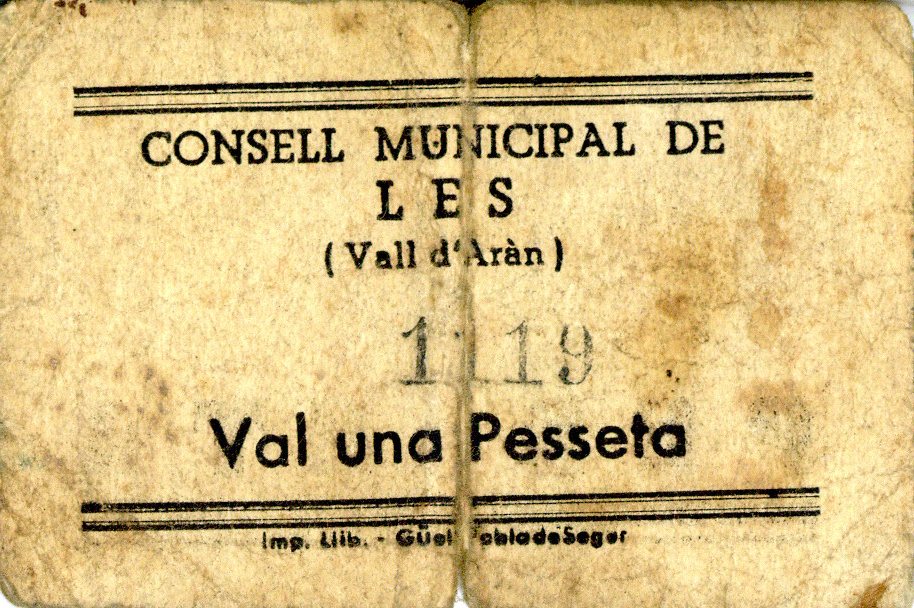 CONSELL MUNICIPAL DE
LES
(Vall d'Aràn)
1119
Val una Pesseta
Imp. Llib. - Güel PobladeSegur